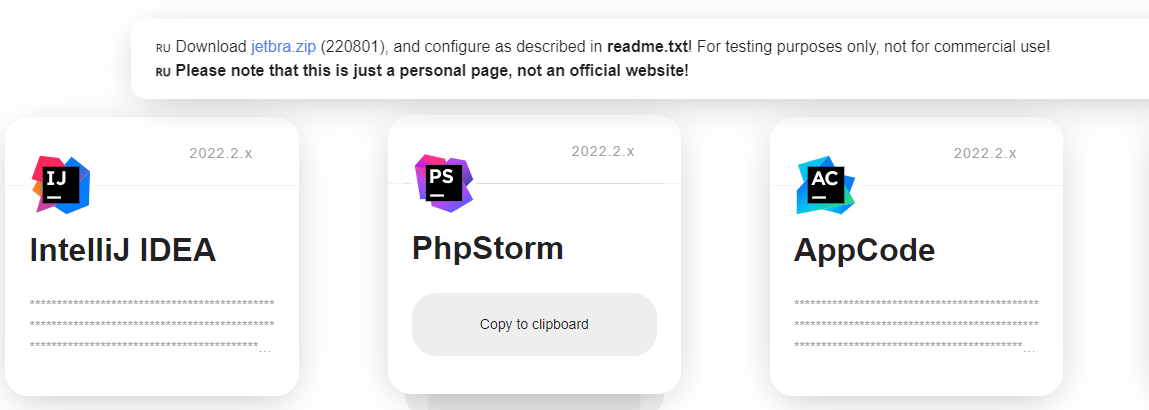 RU Download jetbra.zip (220801), and configure as described in readme.txt! For testing purposes only, not for commercial use!
RU Please note that this is just a personal page, not an official website!
2022.2.x
IJ
IntelliJ IDEA
*********************************************
*********************************************
******************************************...
2022.2.x
PS
PhpStorm
Copy to clipboard
2022.2.x
AC
AppCode
*********************************************
*********************************************
******************************************...